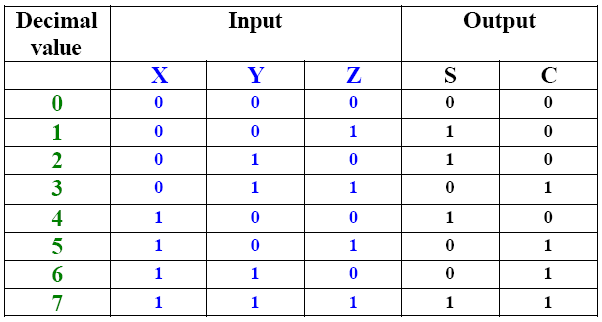 Decimal value Input Output
X Y Z S C
0 0 0 0 0 0
1 0 0 1 1 0
2 0 1 0 1 0
3 0 1 1 0 1
4 1 0 0 1 0
5 1 0 1 0 1
6 1 1 0 0 1
7 1 1 1 1 1